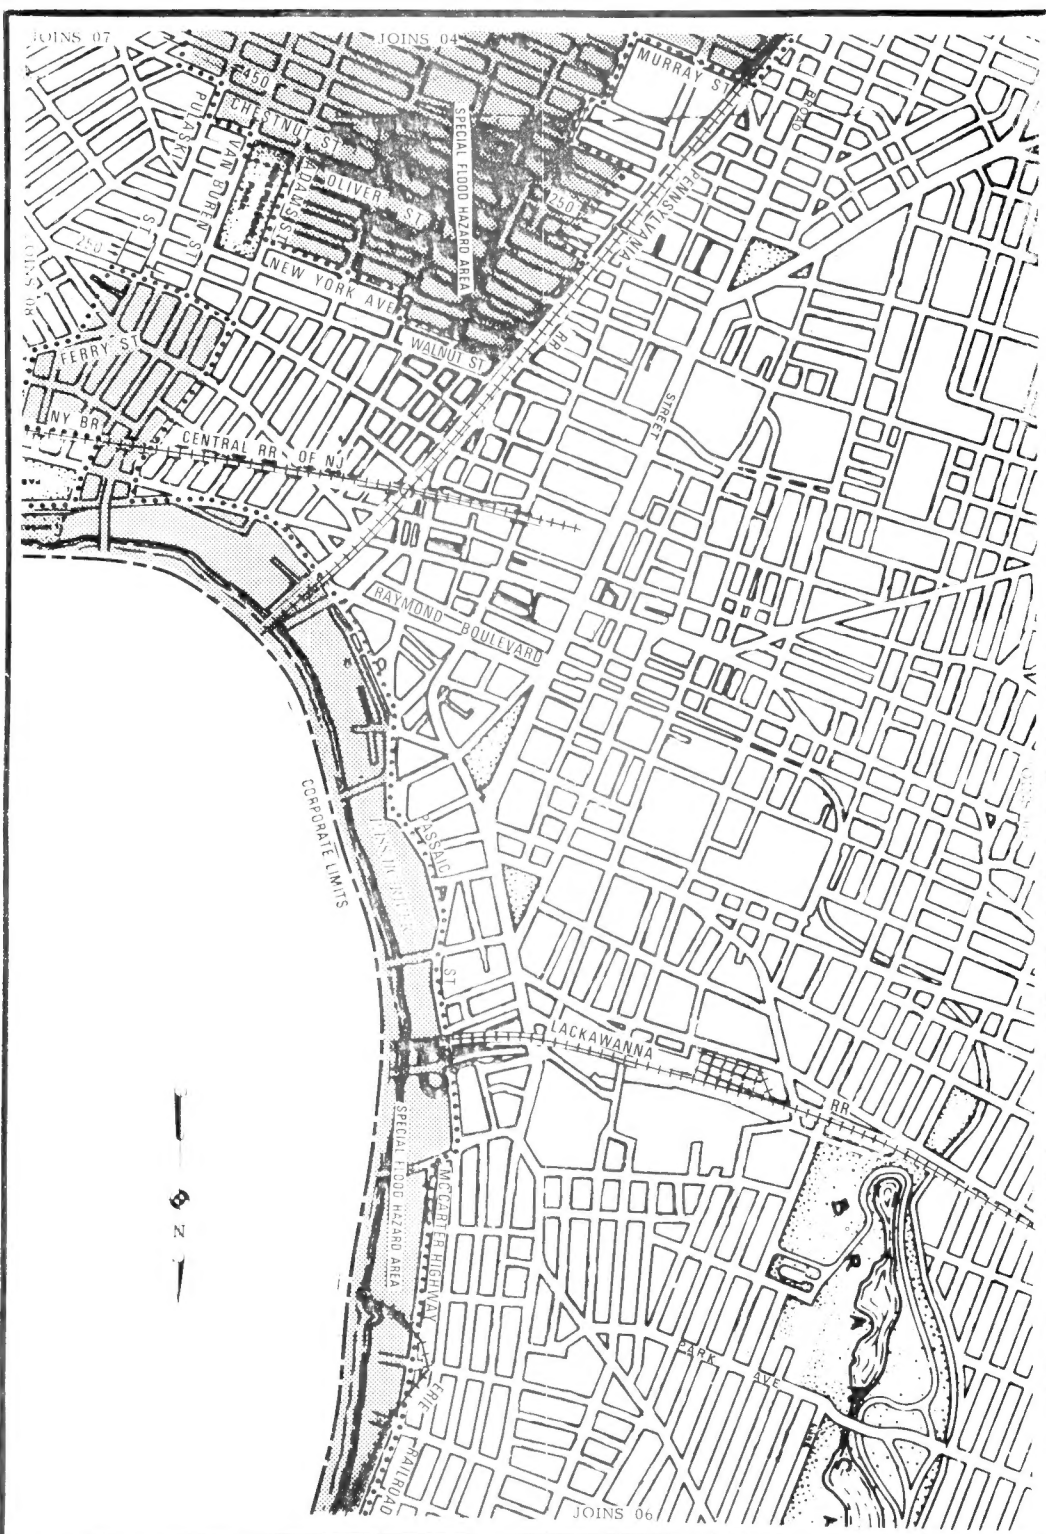 JOINS 07
JOINS 04
MURRAY ST
BROAD
STREET
450
CHESTNUT ST
PULASKI
ST
VAN BUREN ST
ADAMS ST
OLIVER ST
SPECIAL FLOOD HAZARD AREA
250
PENNSYLVANIA
RR
250
NEW YORK AVE
WALNUT ST
FERRY ST
NY BR
CENTRAL RR OF NJ
RAYMOND BOULEVARD
CORPORATE LIMITS
PASSAIC
ST
LACKAWANNA
RR
SPECIAL FLOOD HAZARD AREA
MCCARTER HIGHWAY
N
PARK AVE
ERIE RAILROAD
JOINS 06